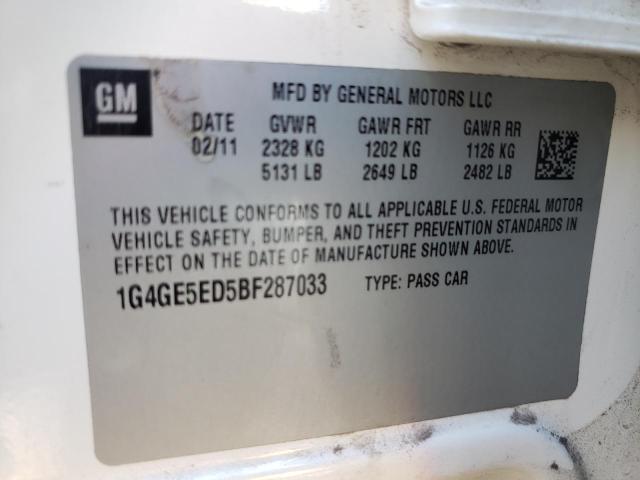 GM
MFD BY GENERAL MOTORS LLC
DATE GVWR GAWR FRT GAWR RR
02/11 2328 KG 1202 KG 1126 KG
5131 LB 2649 LB 2482 LB
THIS VEHICLE CONFORMS TO ALL APPLICABLE U.S. FEDERAL MOTOR
VEHICLE SAFETY, BUMPER, AND THEFT PREVENTION STANDARDS IN
EFFECT ON THE DATE OF MANUFACTURE SHOWN ABOVE.
1G4GE5ED5BF287033 TYPE: PASS CAR